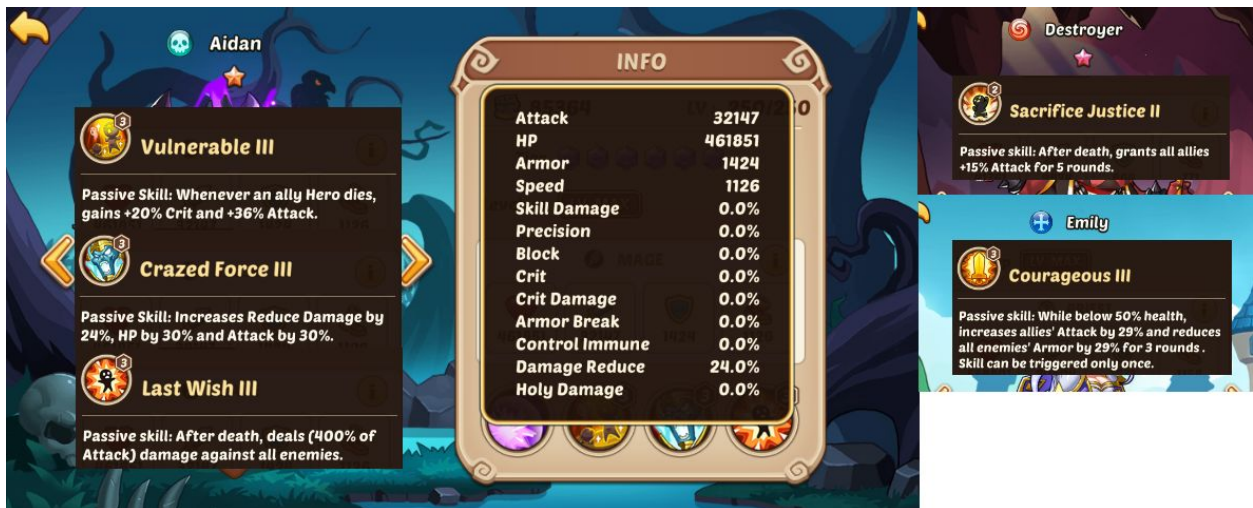 Aidan
3
Vulnerable III
Passive Skill: Whenever an ally Hero dies,
gains +20% Crit and +36% Attack.
3
Crazed Force III
Passive Skill: Increases Reduce Damage by
24%, HP by 30% and Attack by 30%.
3
Last Wish III
Passive skill: After death, deals (400% of
Attack) damage against all enemies.
INFO
Attack 32147
HP 461851
Armor 1424
Speed 1126
Skill Damage 0.0%
Precision 0.0%
Block 0.0%
Crit 0.0%
Crit Damage 0.0%
Armor Break 0.0%
Control Immune 0.0%
Damage Reduce 24.0%
Holy Damage 0.0%
MAGE
Destroyer
2
Sacrifice Justice II
Passive skill: After death, grants all allies
+15% Attack for 5 rounds.
Emily
3
Courageous III
Passive skill: While below 50% health,
increases allies' Attack by 29% and reduces
all enemies' Armor by 29% for 3 rounds .
Skill can be triggered only once.